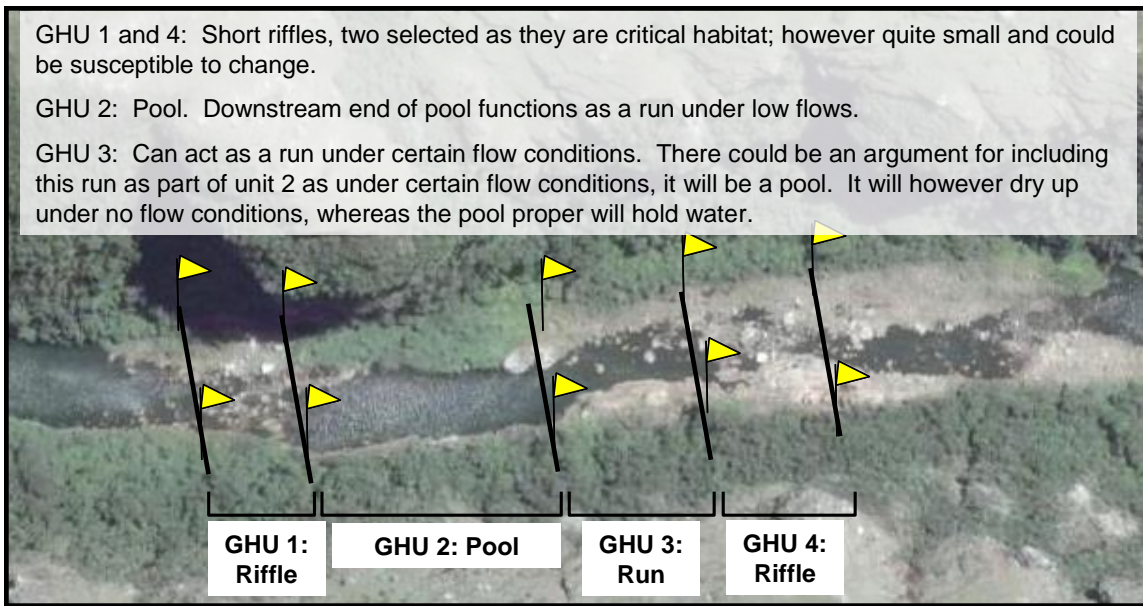 GHU 1 and 4: Short riffles, two selected as they are critical habitat; however quite small and could
be susceptible to change.
GHU 2: Pool. Downstream end of pool functions as a run under low flows.
GHU 3: Can act as a run under certain flow conditions. There could be an argument for including
this run as part of unit 2 as under certain flow conditions, it will be a pool. It will however dry up
under no flow conditions, whereas the pool proper will hold water.
GHU 1:
Riffle
GHU 2: Pool
GHU 3:
Run
GHU 4:
Riffle